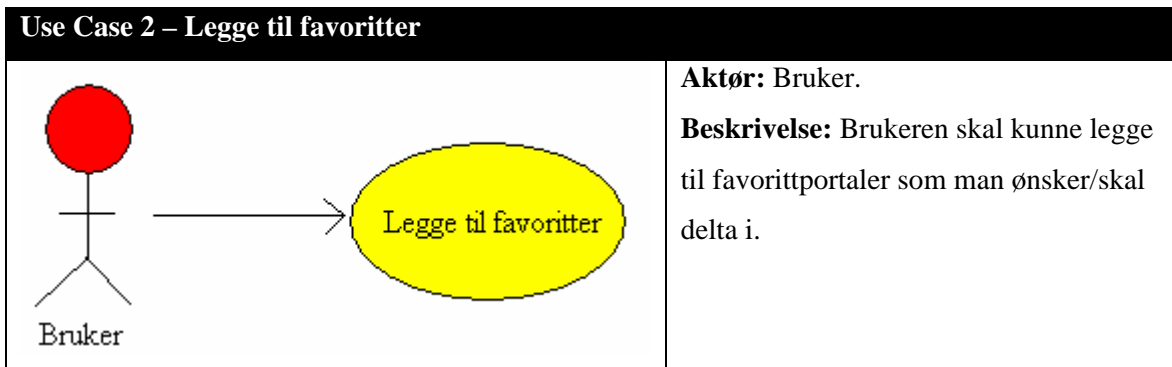 Use Case 2 – Legge til favoritter
Legge til favoritter
Bruker
Aktør: Bruker.
Beskrivelse: Brukeren skal kunne legge
til favorittportaler som man ønsker/skal
delta i.